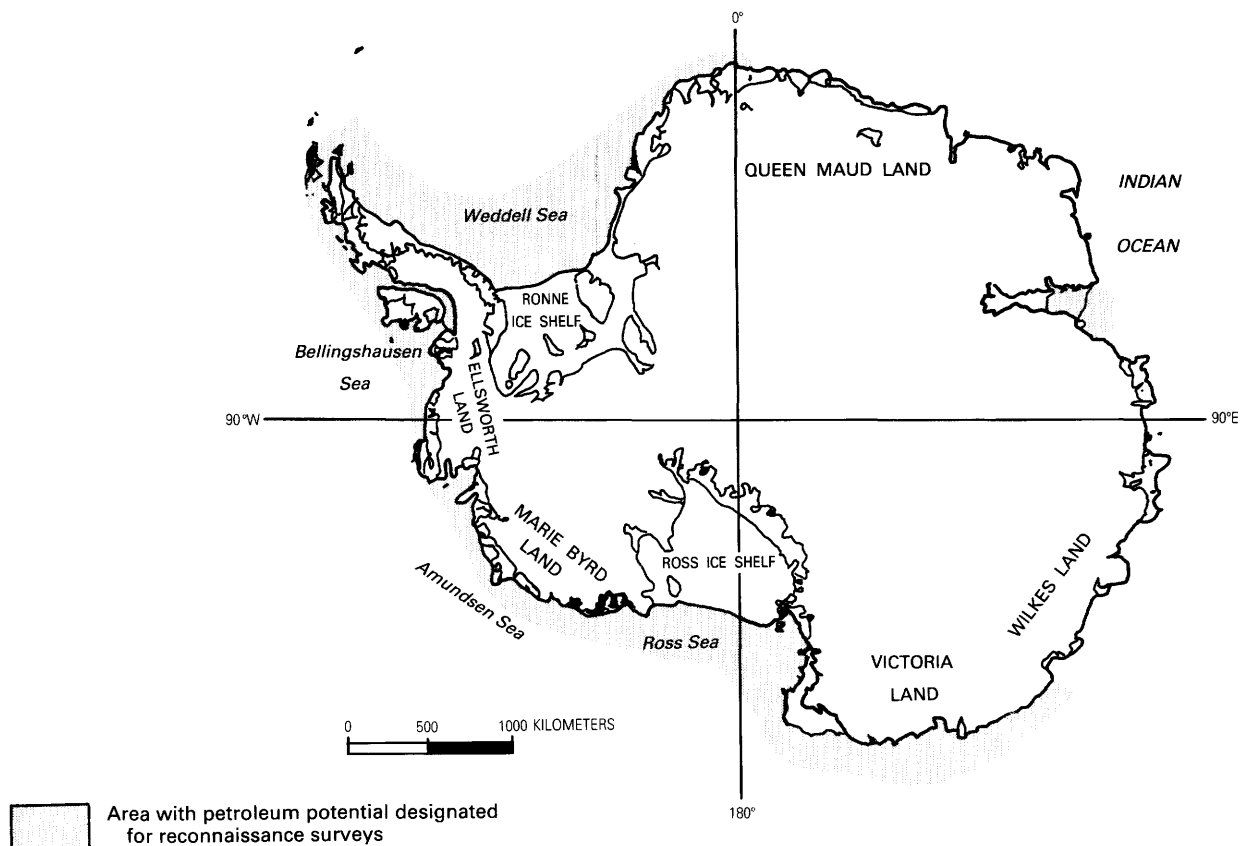 0°
QUEEN MAUD LAND
INDIAN
OCEAN
Weddell Sea
RONNE
ICE SHELF
Bellingshausen
Sea
ELLSWORTH
LAND
90°W
90°E
MARIE BYRD
LAND
ROSS ICE SHELF
Amundsen Sea
Ross Sea
WILKES LAND
VICTORIA
LAND
0 500 1000 KILOMETERS
180°
Area with petroleum potential designated
for reconnaissance surveys